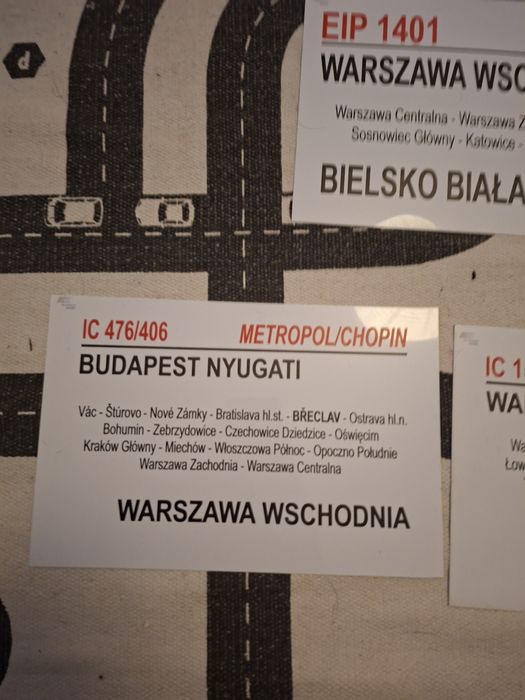 P
EIP 1401
WARSZAWA
Warszawa Centralna - Warszawa
Sosnowiec Główny - Katowice -
BIELSKO BIAŁA
IC 476/406 METROPOL/CHOPIN
BUDAPEST NYUGATI
Vác - Štúrovo - Nové Zámky - Bratislava hl.st. - BŘECLAV - Ostrava hl.n.
Bohumin - Zebrzydowice - Czechowice Dziedzice - Oświęcim
Kraków Główny - Miechów - Włoszczowa Północ - Opoczno Południe
Warszawa Zachodnia - Warszawa Centralna
WARSZAWA WSCHODNIA
IC 1
WA